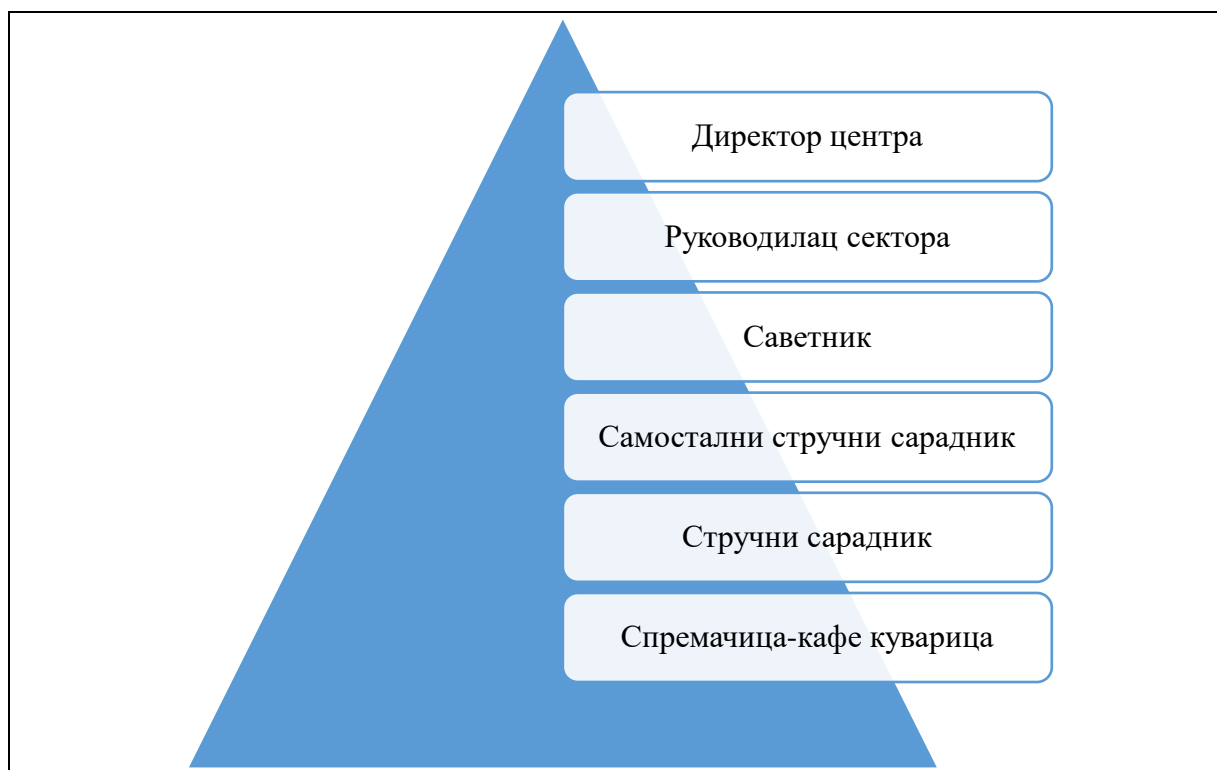 Директор центра
Руководилац сектора
Саветник
Самостални стручни сарадник
Стручни сарадник
Спремачица-кафе куварица